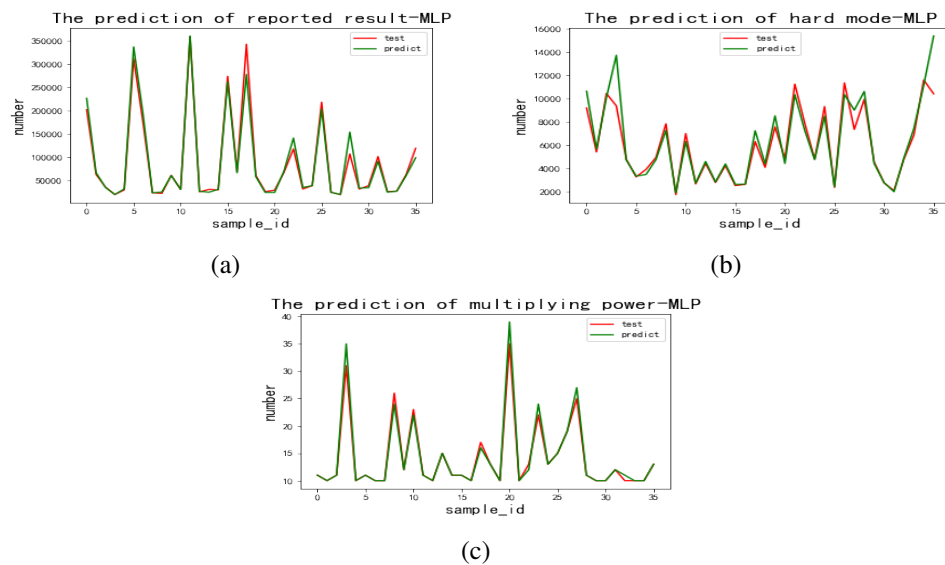 The prediction of reported result-MLP
350000
300000
250000
200000
150000
100000
50000
number
test
predict
0
5
10
15
20
25
30
35
sample_id
(a)
The prediction of hard mode-MLP
16000
14000
12000
10000
8000
6000
4000
2000
number
test
predict
0
5
10
15
20
25
30
35
sample_id
(b)
The prediction of multiplying power-MLP
40
35
30
25
20
15
10
number
test
predict
0
5
10
15
20
25
30
35
sample_id
(c)